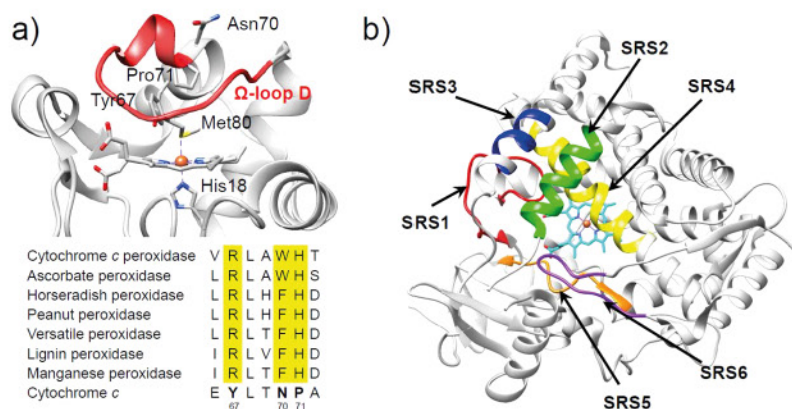 a)
Asn70
Pro71
Tyr67
Ω-loop D
Met80
His18
Cytochrome c peroxidase V R L A W H T
Ascorbate peroxidase L R L A W H S
Horseradish peroxidase L R L H F H D
Peanut peroxidase L R L H F H D
Versatile peroxidase L R L T F H D
Lignin peroxidase I R L V F H D
Manganese peroxidase I R L T F H D
Cytochrome c E Y L T N P A
67 70 71
b)
SRS2
SRS3
SRS4
SRS1
SRS6
SRS5